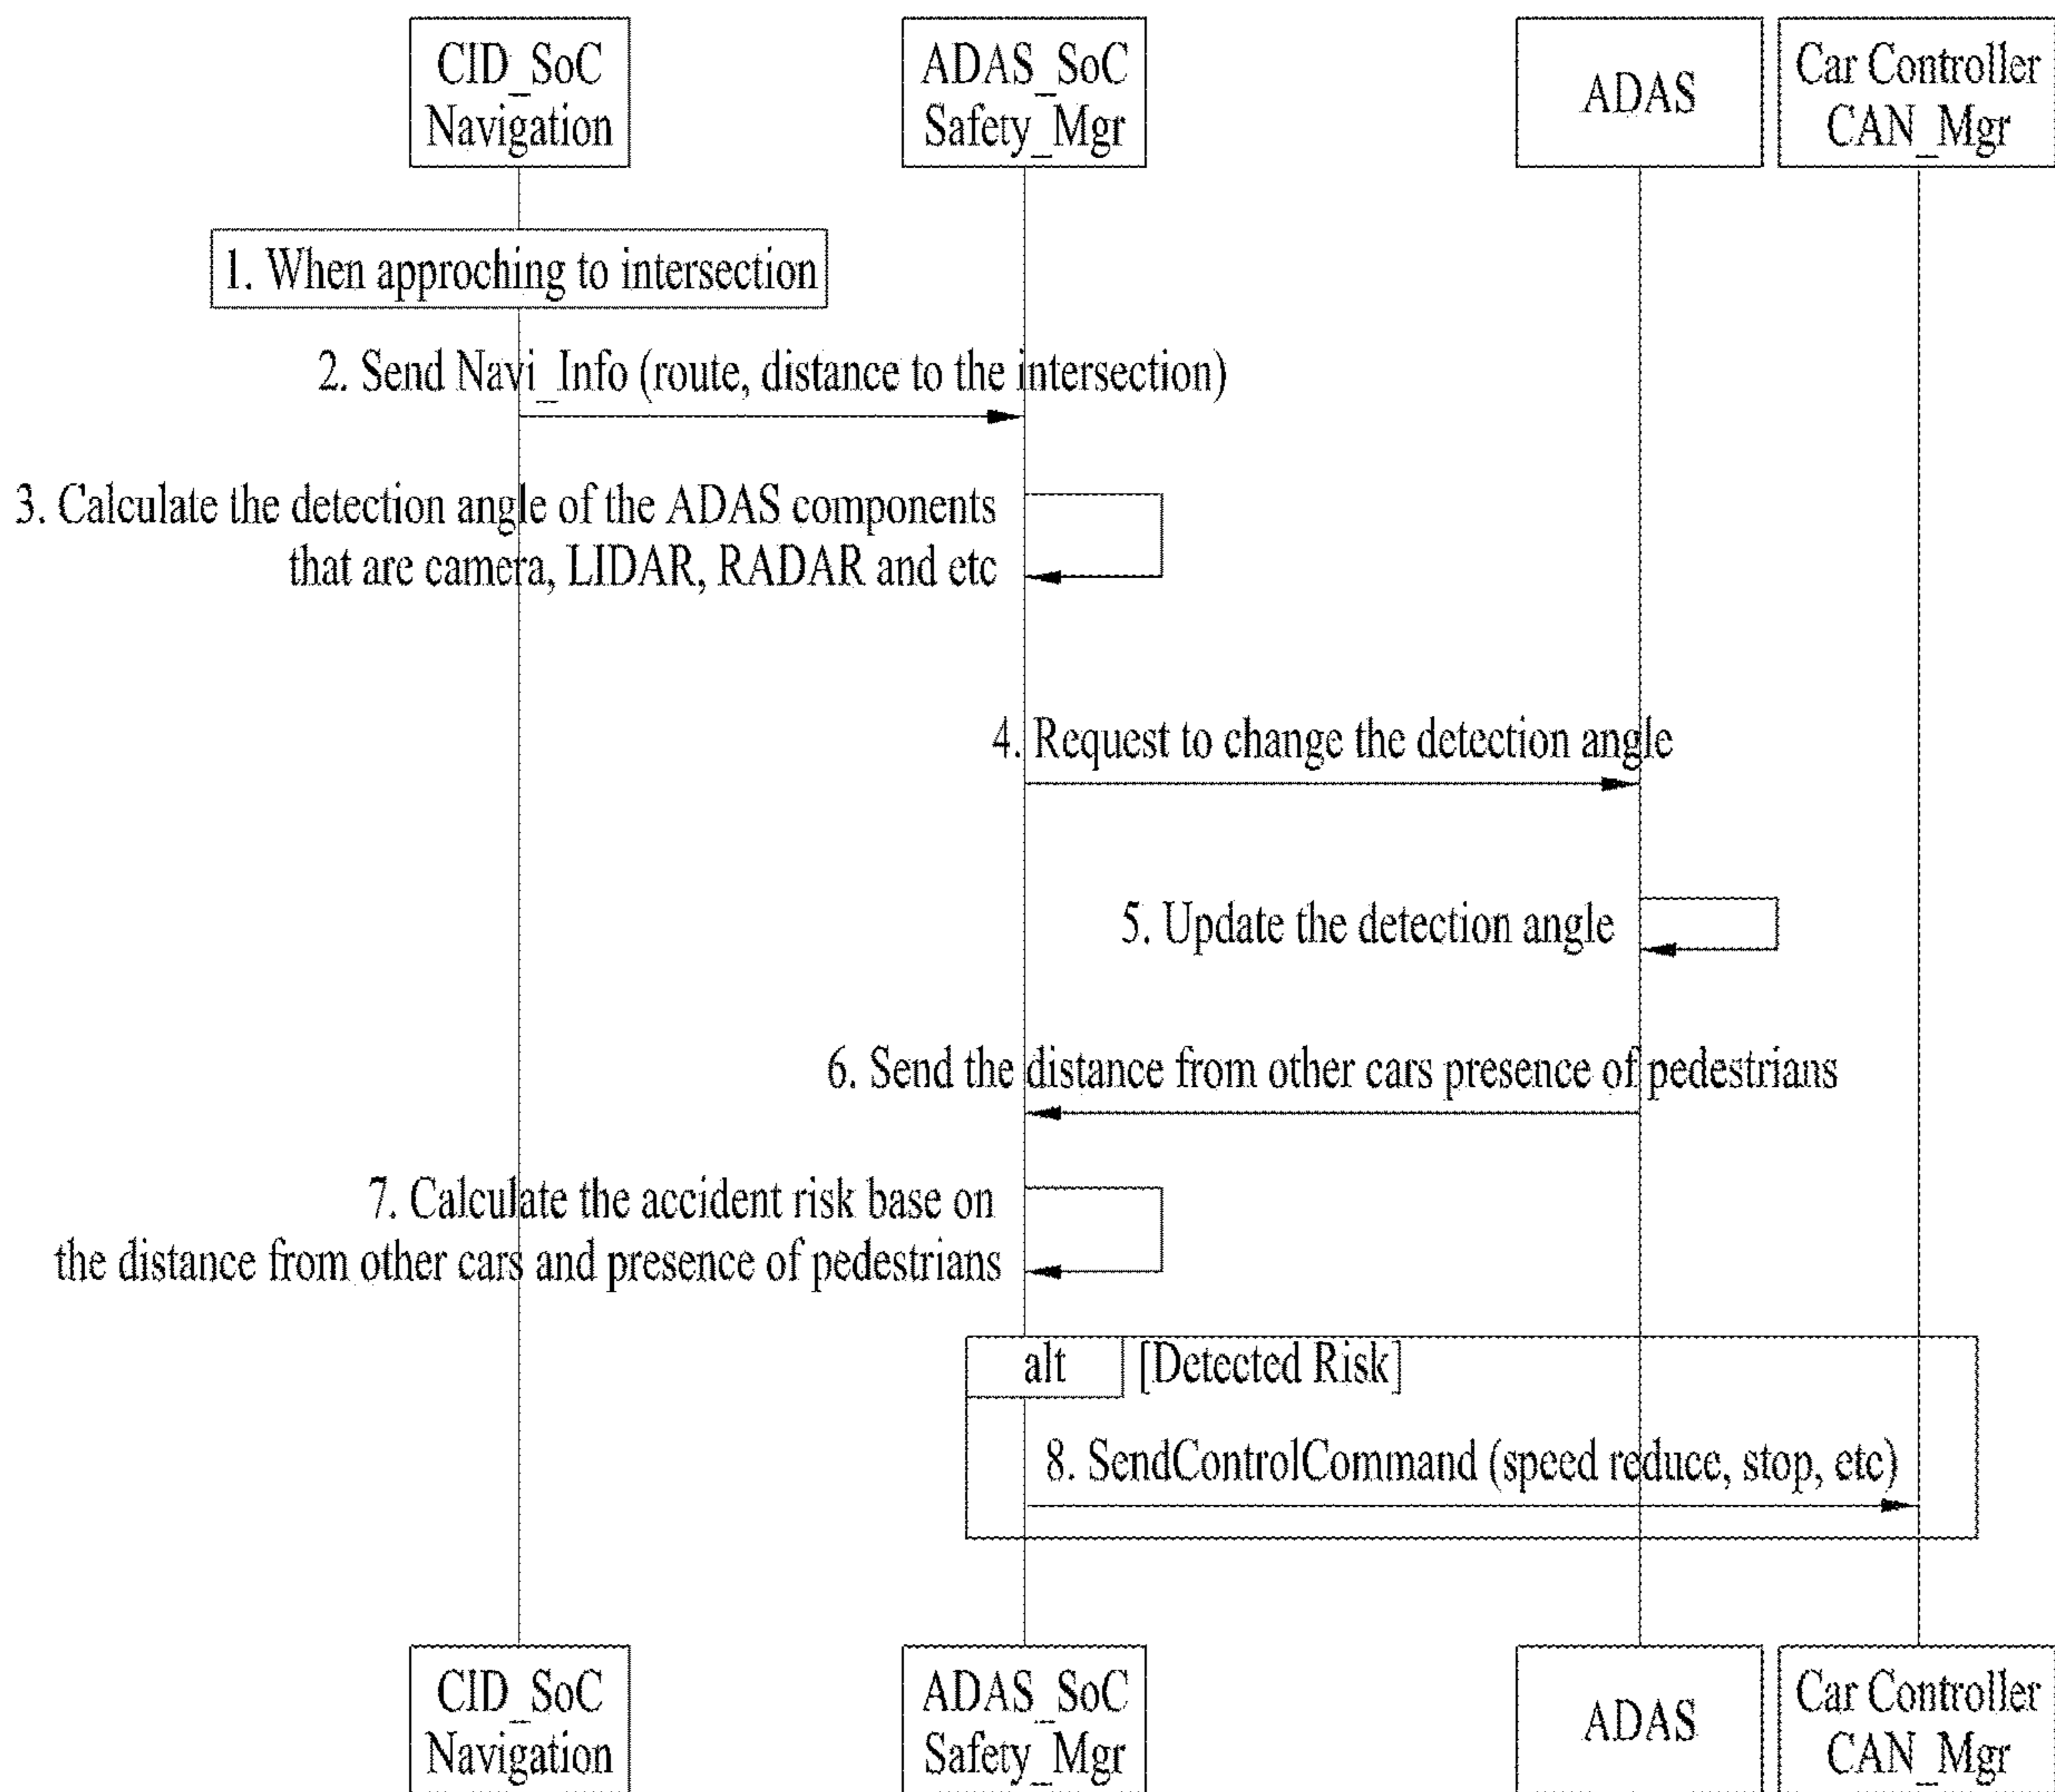 CID_SoC
Navigation
ADAS_SoC
Safety_Mgr
ADAS
Car Controller
CAN_Mgr
1. When approching to intersection
2. Send Navi_Info (route, distance to the intersection)
3. Calculate the detection angle of the ADAS components
that are camera, LIDAR, RADAR and etc
4. Request to change the detection angle
5. Update the detection angle
6. Send the distance from other cars presence of pedestrians
7. Calculate the accident risk base on
the distance from other cars and presence of pedestrians
alt [Detected Risk]
8. SendControlCommand (speed reduce, stop, etc)
CID_SoC
Navigation
ADAS_SoC
Safety_Mgr
ADAS
Car Controller
CAN_Mgr